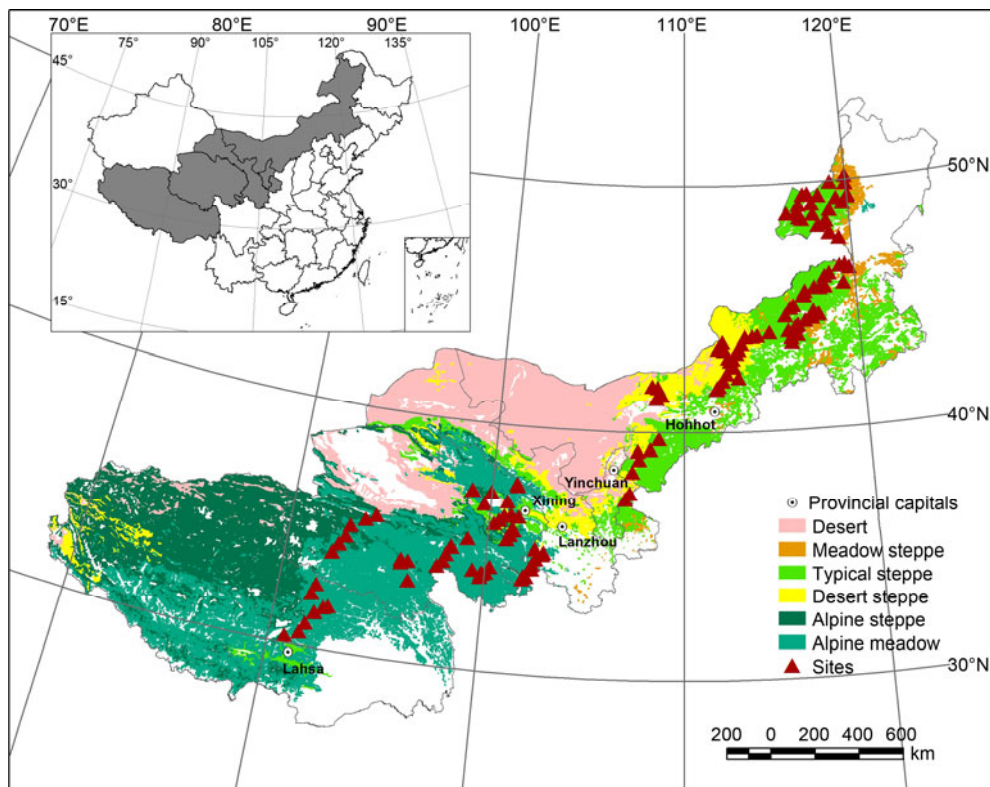 70°E
80°E
90°E
100°E
110°E
120°E
75°
90°
105°
120°
135°
45°
30°
15°
50°N
40°N
30°N
Hohhot
Yinchuan
Xining
Lanzhou
Lahsa
Provincial capitals
Desert
Meadow steppe
Typical steppe
Desert steppe
Alpine steppe
Alpine meadow
Sites
200 0 200 400 600
km